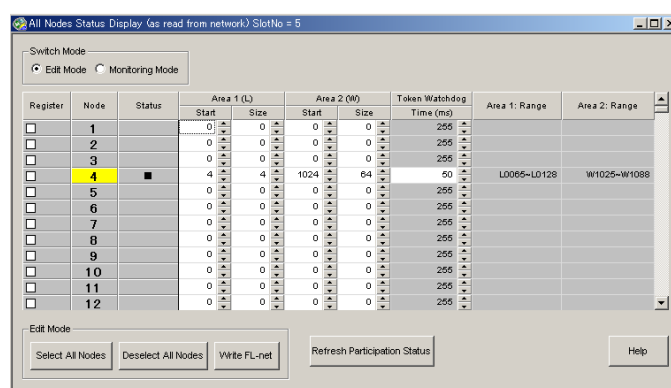 All Nodes Status Display (as read from network) SlotNo = 5
Switch Mode
Edit Mode Monitoring Mode
Register Node Status Area 1 (L) Area 2 (W) Token Watchdog Area 1: Range Area 2: Range
Start Size Start Size Time (ms)
1 0 0 0 0 255
2 0 0 0 0 255
3 0 0 0 0 255
4 ■ 4 4 1024 64 50 L0065~L0128 W1025~W1088
5 0 0 0 0 255
6 0 0 0 0 255
7 0 0 0 0 255
8 0 0 0 0 255
9 0 0 0 0 255
10 0 0 0 0 255
11 0 0 0 0 255
12 0 0 0 0 255
Edit Mode
Select All Nodes Deselect All Nodes Write FL-net Refresh Participation Status Help